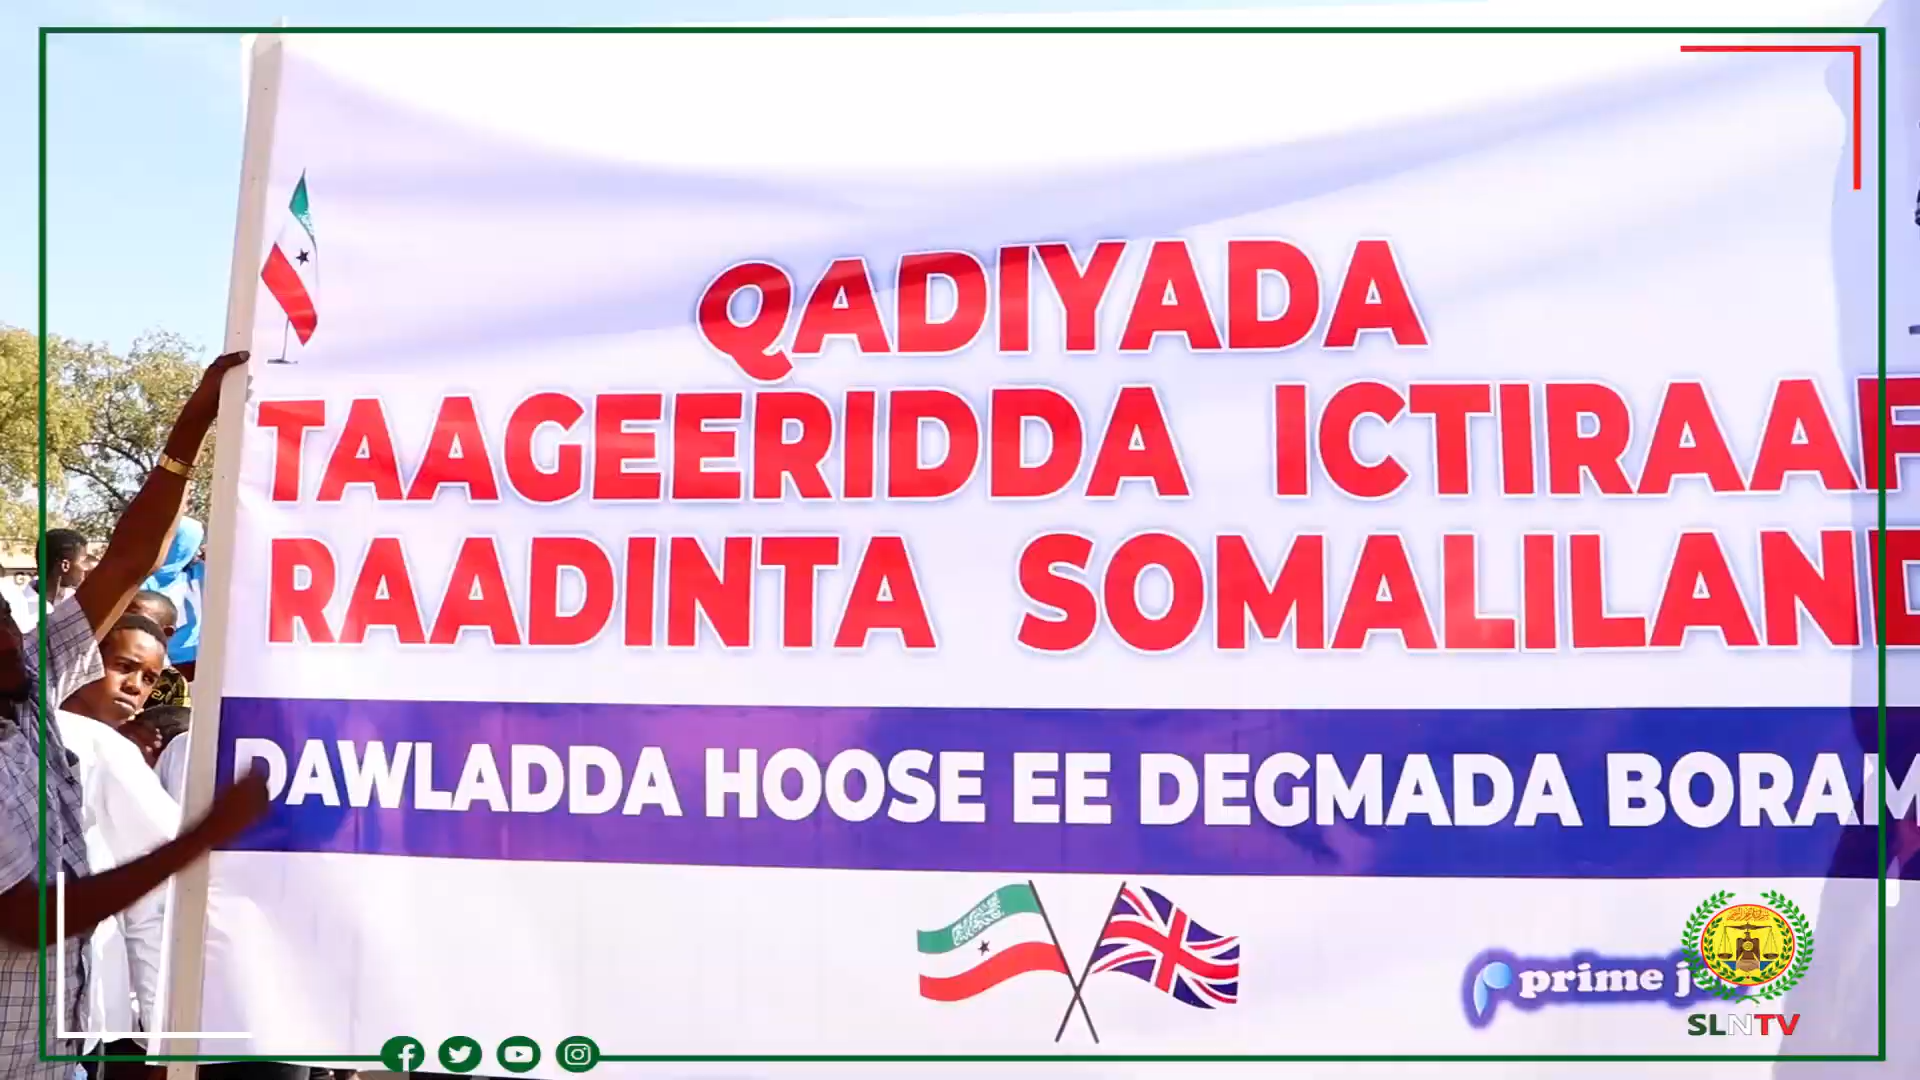 QADIYADA
TAAGEERIDDA ICTIRAAF
RAADINTA SOMALILAND
DAWLADDA HOOSE EE DEGMADA BORAM
prime
SLNTV